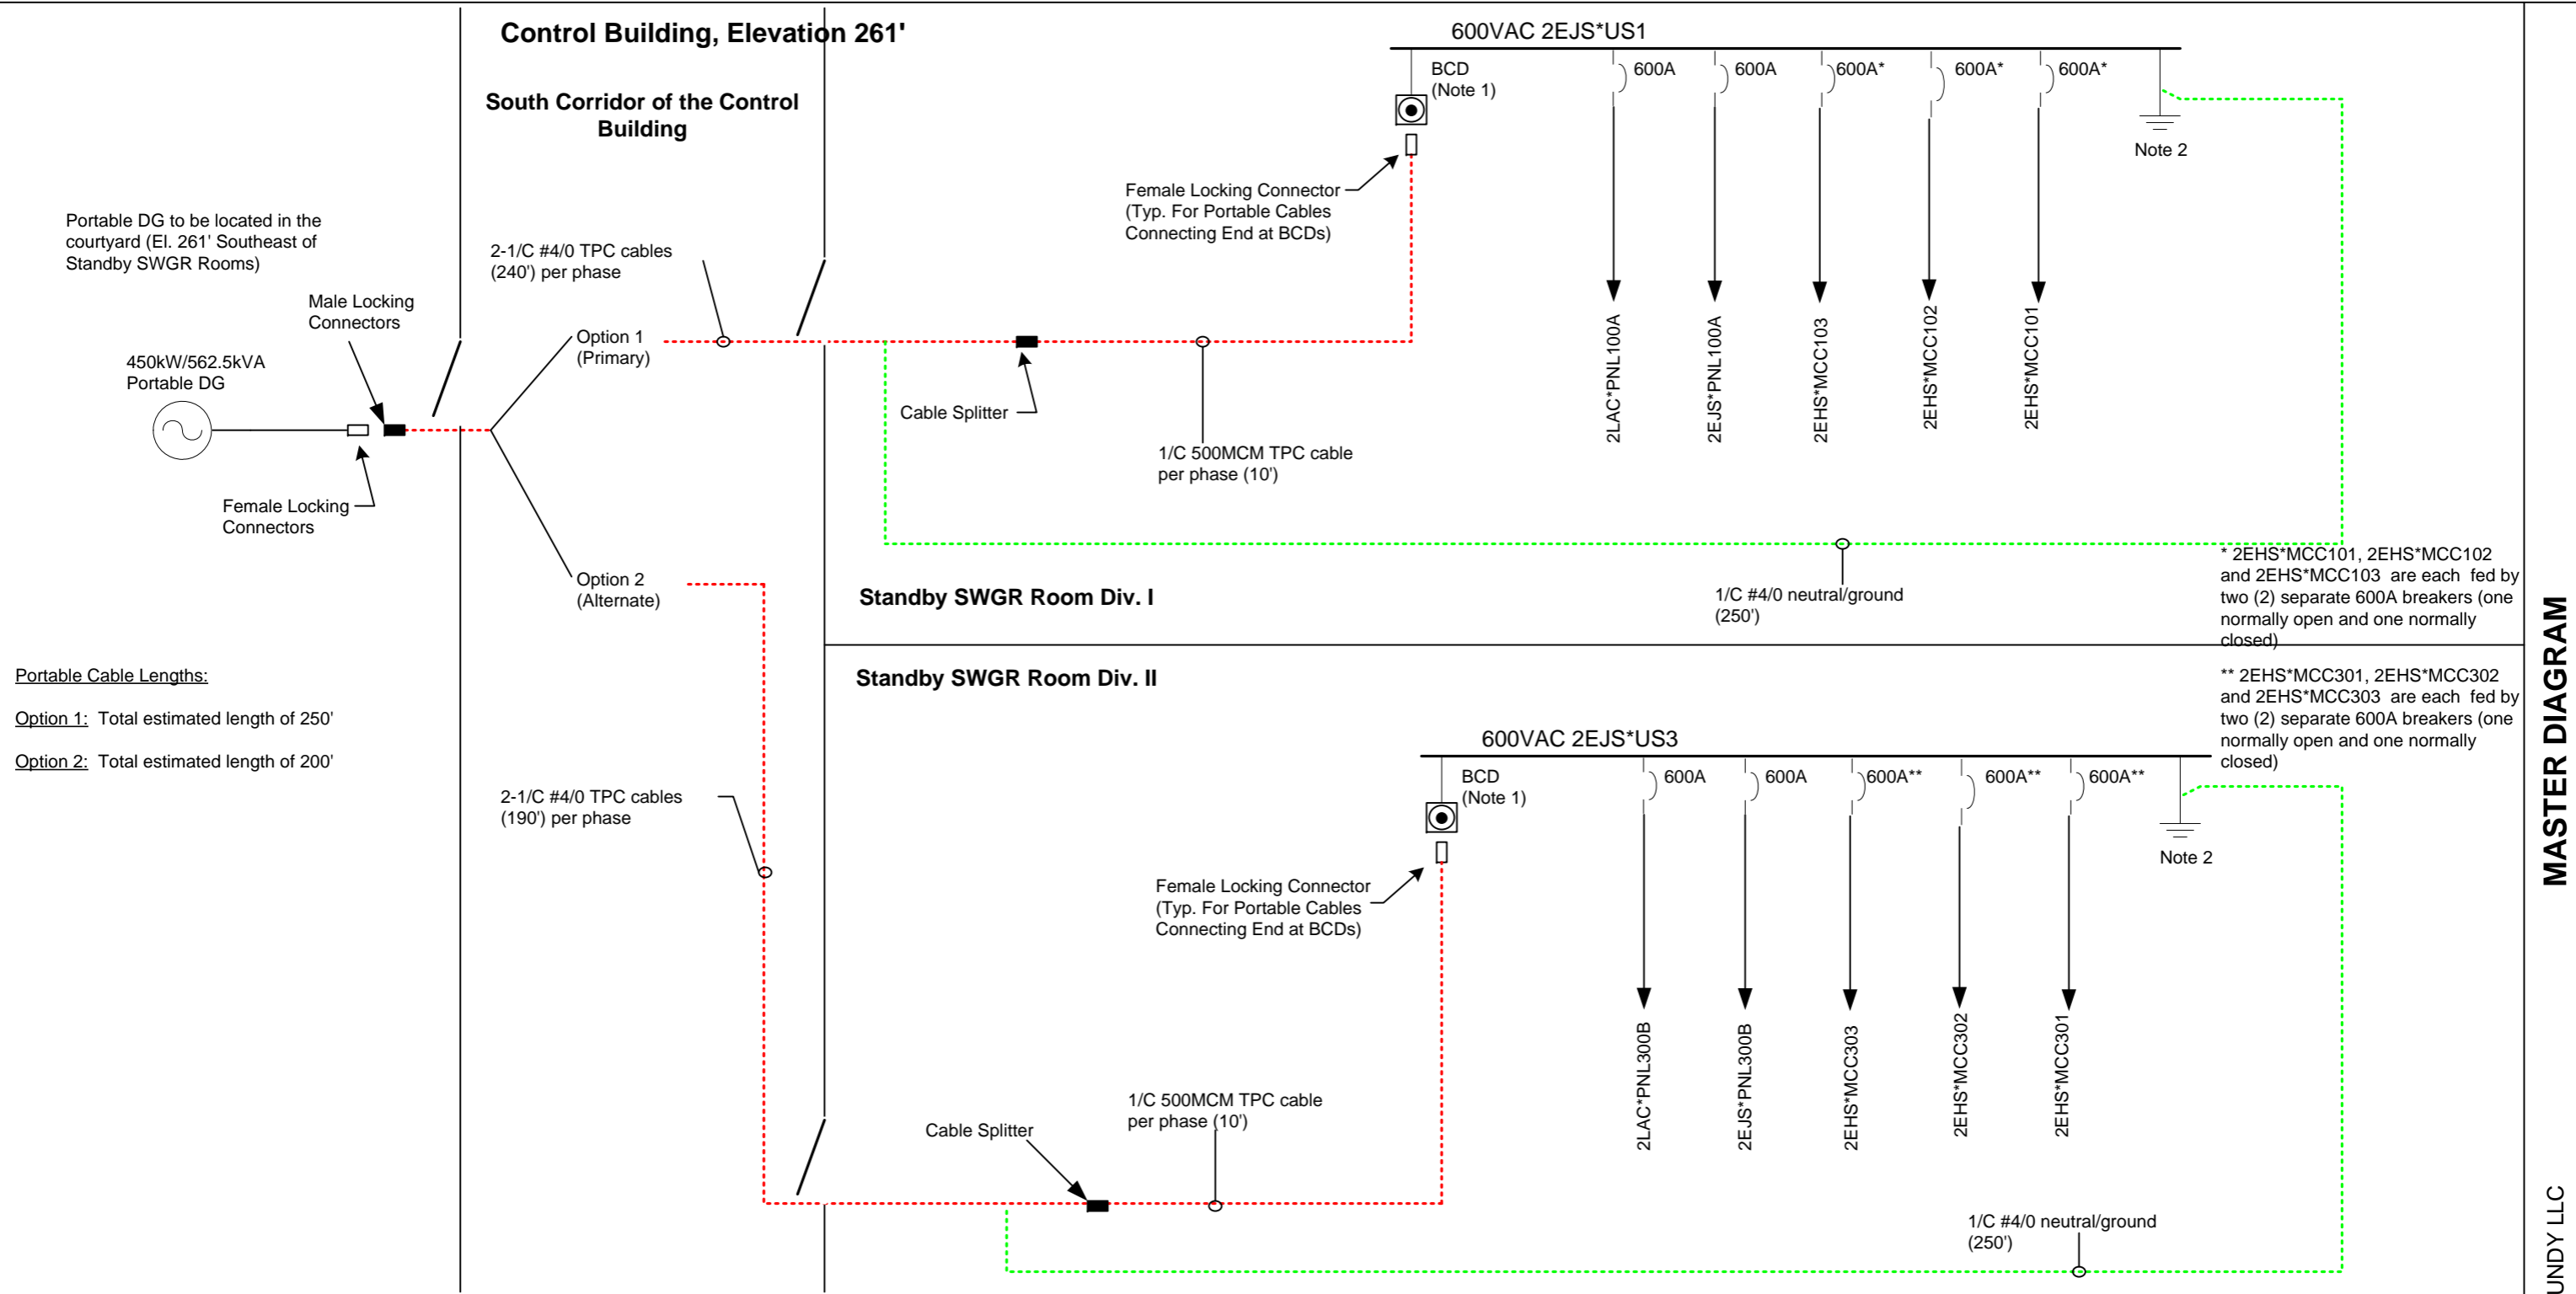 Control Building, Elevation 261'
South Corridor of the Control
Building
600VAC 2EJS*US1
BCD
(Note 1)
600A
600A
600A*
600A*
600A*
Note 2
Female Locking Connector
(Typ. For Portable Cables
Connecting End at BCDs)
Portable DG to be located in the
courtyard (El. 261' Southeast of
Standby SWGR Rooms)
2-1/C #4/0 TPC cables
(240') per phase
Male Locking
Connectors
Option 1
(Primary)
450kW/562.5kVA
Portable DG
Female Locking
Connectors
Cable Splitter
1/C 500MCM TPC cable
per phase (10')
2LAC*PNL100A
2EJS*PNL100A
2EHS*MCC103
2EHS*MCC102
2EHS*MCC101
Option 2
(Alternate)
Standby SWGR Room Div. I
1/C #4/0 neutral/ground
(250')
* 2EHS*MCC101, 2EHS*MCC102
and 2EHS*MCC103  are each  fed by
two (2) separate 600A breakers (one
normally open and one normally
closed)
Portable Cable Lengths:
Option 1:  Total estimated length of 250'
Option 2:  Total estimated length of 200'
Standby SWGR Room Div. II
** 2EHS*MCC301, 2EHS*MCC302
and 2EHS*MCC303  are each  fed by
two (2) separate 600A breakers (one
normally open and one normally
closed)
600VAC 2EJS*US3
BCD
(Note 1)
600A
600A
600A**
600A**
600A**
Note 2
2-1/C #4/0 TPC cables
(190') per phase
Female Locking Connector
(Typ. For Portable Cables
Connecting End at BCDs)
2LAC*PNL300B
2EJS*PNL300B
2EHS*MCC303
2EHS*MCC302
2EHS*MCC301
Cable Splitter
1/C 500MCM TPC cable
per phase (10')
1/C #4/0 neutral/ground
(250')
MASTER DIAGRAM
UNDY LLC